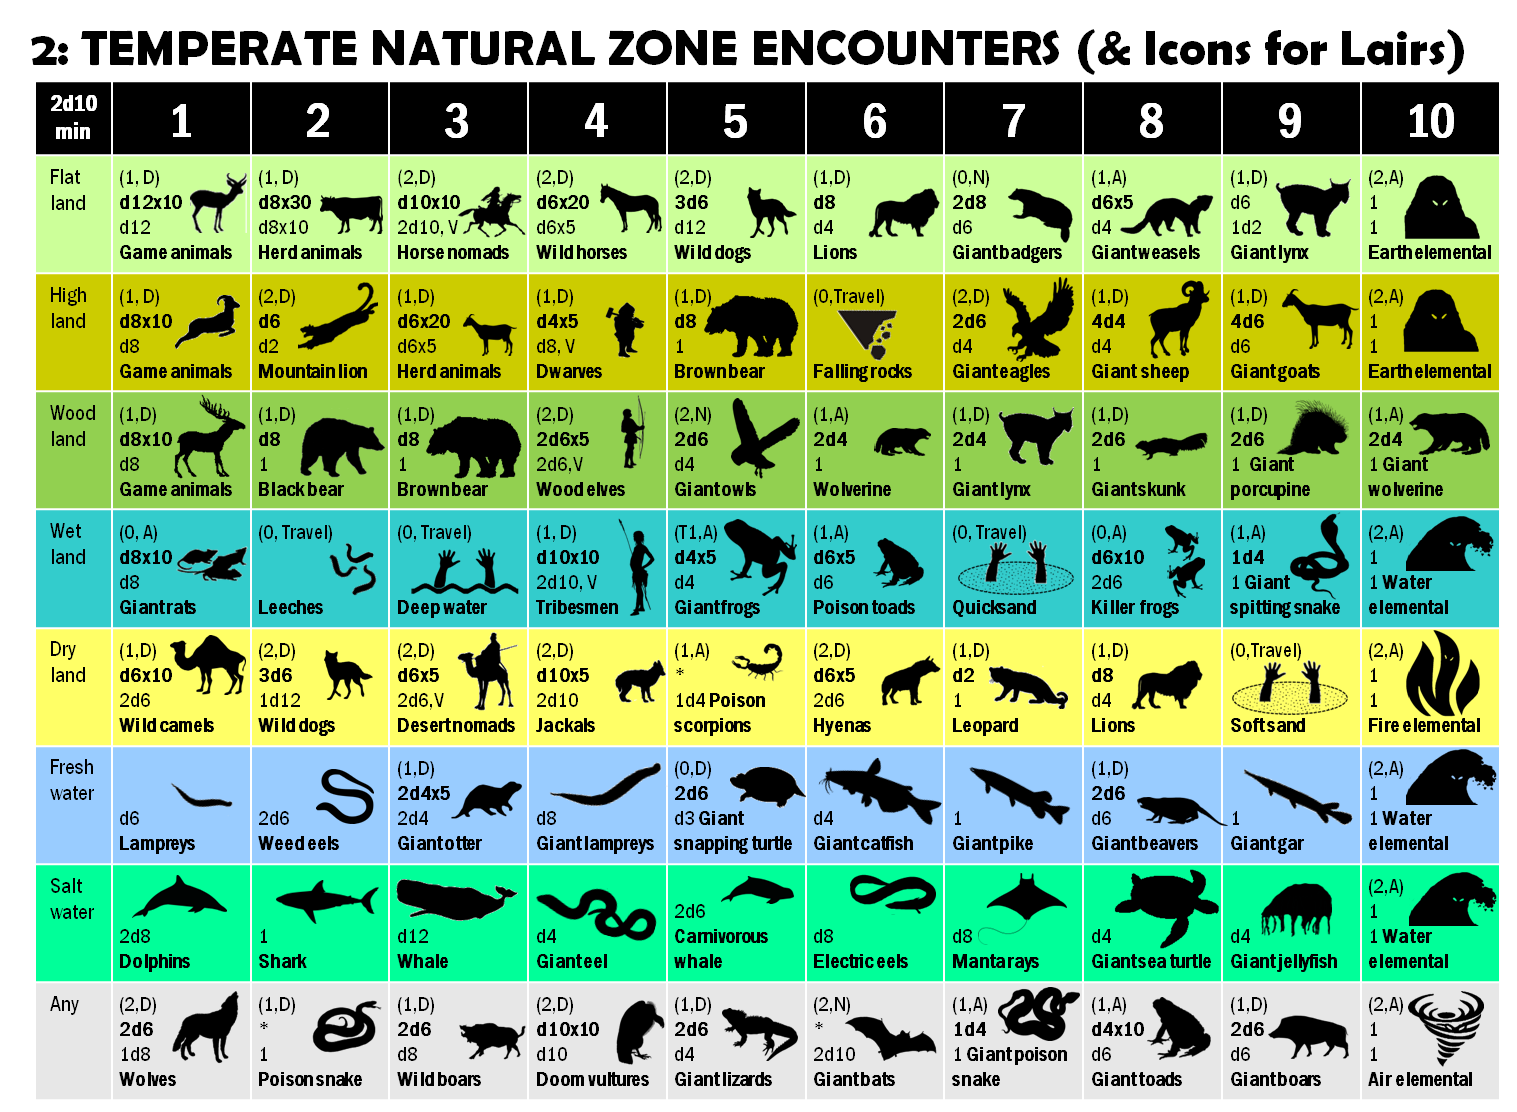 2: TEMPERATE NATURAL ZONE ENCOUNTERS (& Icons for Lairs)
2d10
min
1
2
3
4
5
6
7
8
9
10
Flat
land
(1, D)
d12x10
d12
Game animals
(1, D)
d8x30
d8x10
Herd animals
(2,D)
d10x10
2d10, V
Horse nomads
(2,D)
d6x20
d6x5
Wild horses
(2,D)
3d6
d12
Wild dogs
(1,D)
d8
d4
Lions
(0,N)
2d8
d6
Giant badgers
(1,A)
d6x5
d4
Giant weasels
(1,D)
d6
1d2
Giant lynx
(2,A)
1
1
Earth elemental
High
land
(1, D)
d8x10
d8
Game animals
(2,D)
d6
d2
Mountain lion
(1,D)
d6x20
d6x5
Herd animals
(1,D)
d4x5
d8, V
Dwarves
(1,D)
d8
1
Brown bear
(0,Travel)
Falling rocks
(2,D)
2d6
d4
Giant eagles
(1,D)
4d4
d4
Giant sheep
(1,D)
4d6
d6
Giant goats
(2,A)
1
1
Earth elemental
Wood
land
(1,D)
d8x10
d8
Game animals
(1,D)
d8
1
Black bear
(1,D)
d8
1
Brown bear
(2,D)
2d6x5
2d6,V
Wood elves
(2,N)
2d6
d4
Giant owls
(1,A)
2d4
1
Wolverine
(1,D)
2d4
1
Giant lynx
(1,D)
2d6
1
Giant skunk
(1,D)
2d6
1 Giant
porcupine
(1,A)
2d4
1 Giant
wolverine
Wet
land
(0, A)
d8x10
d8
Giant rats
(0, Travel)
Leeches
(0, Travel)
Deep water
(1, D)
d10x10
2d10, V
Tribesmen
(T1,A)
d4x5
d4
Giant frogs
(1,A)
d6x5
d6
Poison toads
(0, Travel)
Quicksand
(0,A)
d6x10
2d6
Killer frogs
(1,A)
1d4
1 Giant
spitting snake
(2,A)
1
1 Water
elemental
Dry
land
(1,D)
d6x10
2d6
Wild camels
(2,D)
3d6
1d12
Wild dogs
(2,D)
d6x5
2d6,V
Desert nomads
(2,D)
d10x5
2d10
Jackals
(1,A)
*
1d4 Poison
scorpions
(2,D)
d6x5
2d6
Hyenas
(1,D)
d2
1
Leopard
(1,D)
d8
d4
Lions
(0,Travel)
Soft sand
(2,A)
1
1
Fire elemental
Fresh
water
d6
Lampreys
2d6
Weed eels
(1,D)
2d4x5
2d4
Giant otter
d8
Giant lampreys
(0,D)
2d6
d3 Giant
snapping turtle
d4
Giant catfish
1
Giant pike
(1,D)
2d6
d6
Giant beavers
1
Giant gar
(2,A)
1
1 Water
elemental
Salt
water
2d8
Dolphins
1
Shark
d12
Whale
d4
Giant eel
2d6
Carnivorous
whale
d8
Electric eels
d8
Manta rays
d4
Giant sea turtle
d4
Giant jellyfish
(2,A)
1
1 Water
elemental
Any
(2,D)
2d6
1d8
Wolves
(1,D)
*
1
Poison snake
(1,D)
2d6
d8
Wild boars
(2,D)
d10x10
d10
Doom vultures
(1,D)
2d6
d4
Giant lizards
(2,N)
*
2d10
Giant bats
(1,A)
1d4
1 Giant poison
snake
(1,A)
d4x10
d6
Giant toads
(1,D)
2d6
d6
Giant boars
(2,A)
1
1
Air elemental